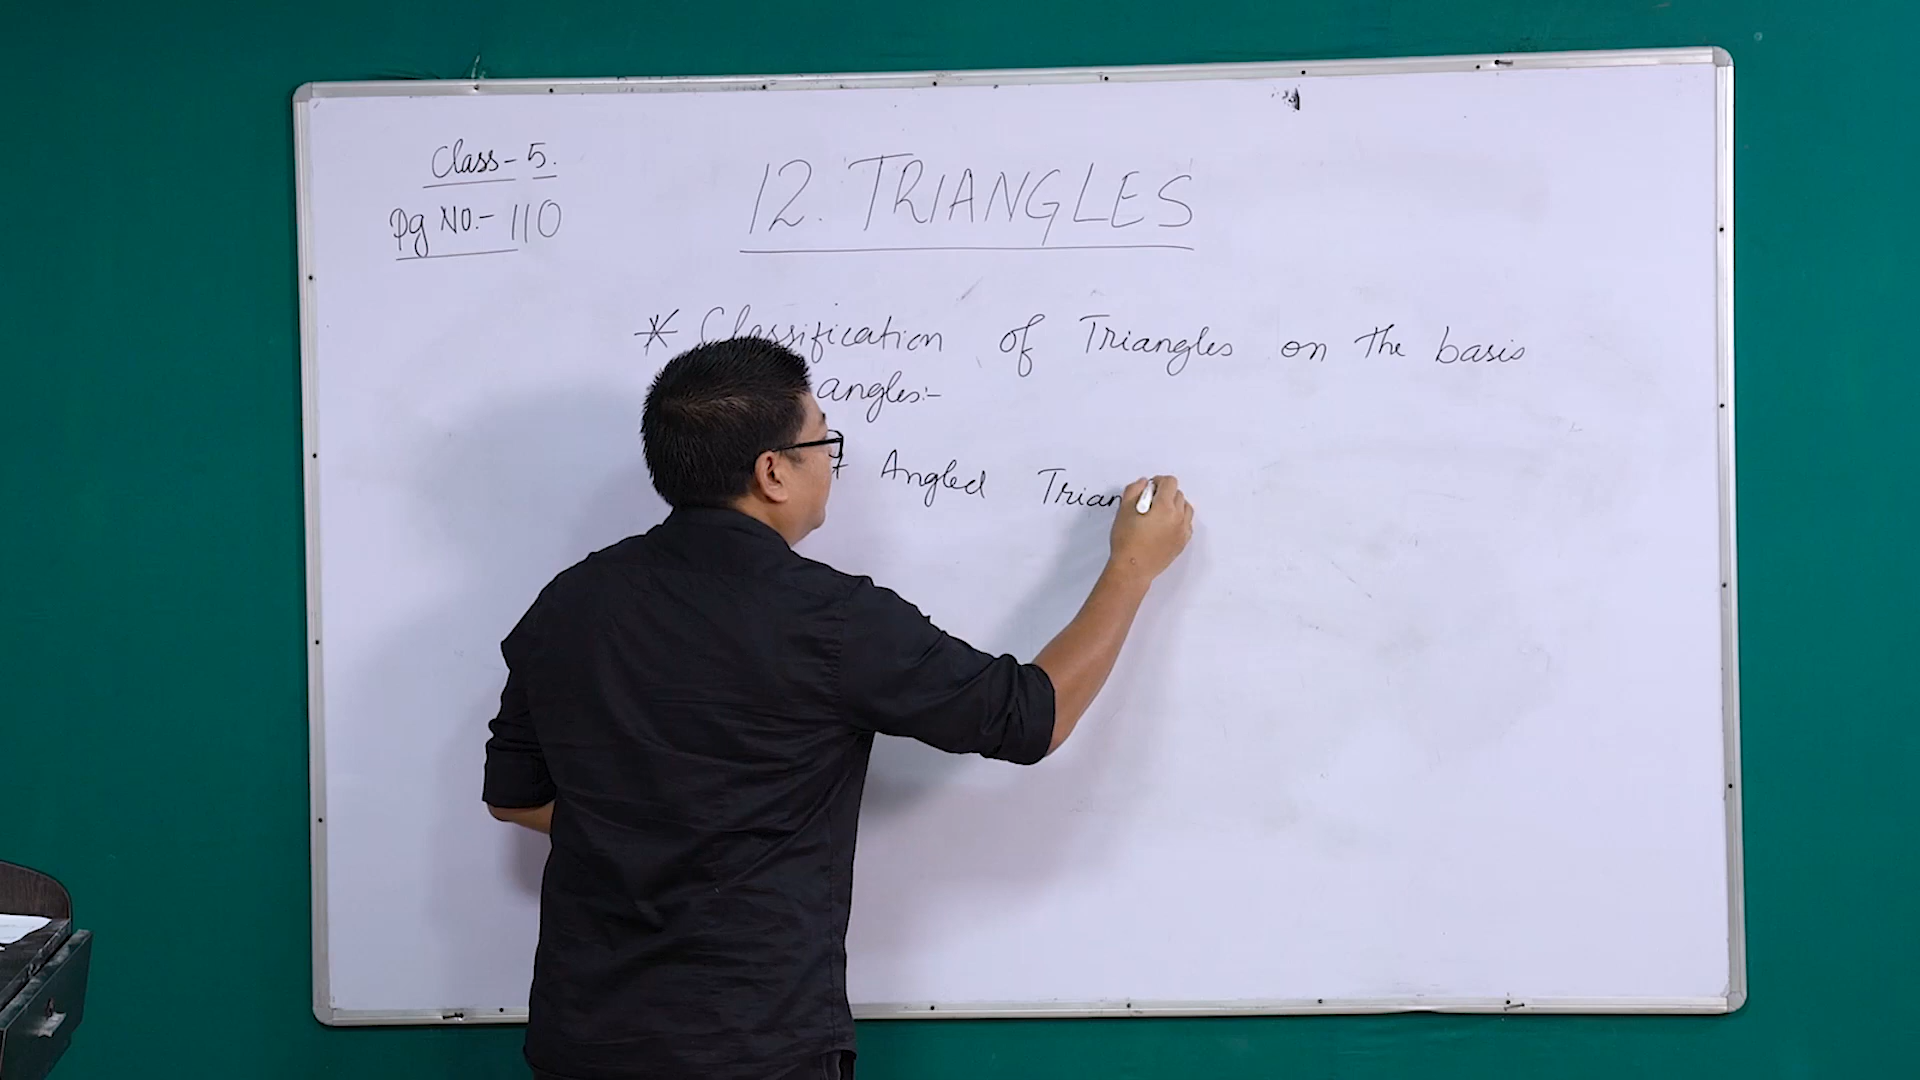 Class-5.
Pg No.- 110
12. TRIANGLES
* Classification of Triangles on the basis
angles:-
Angled Trian